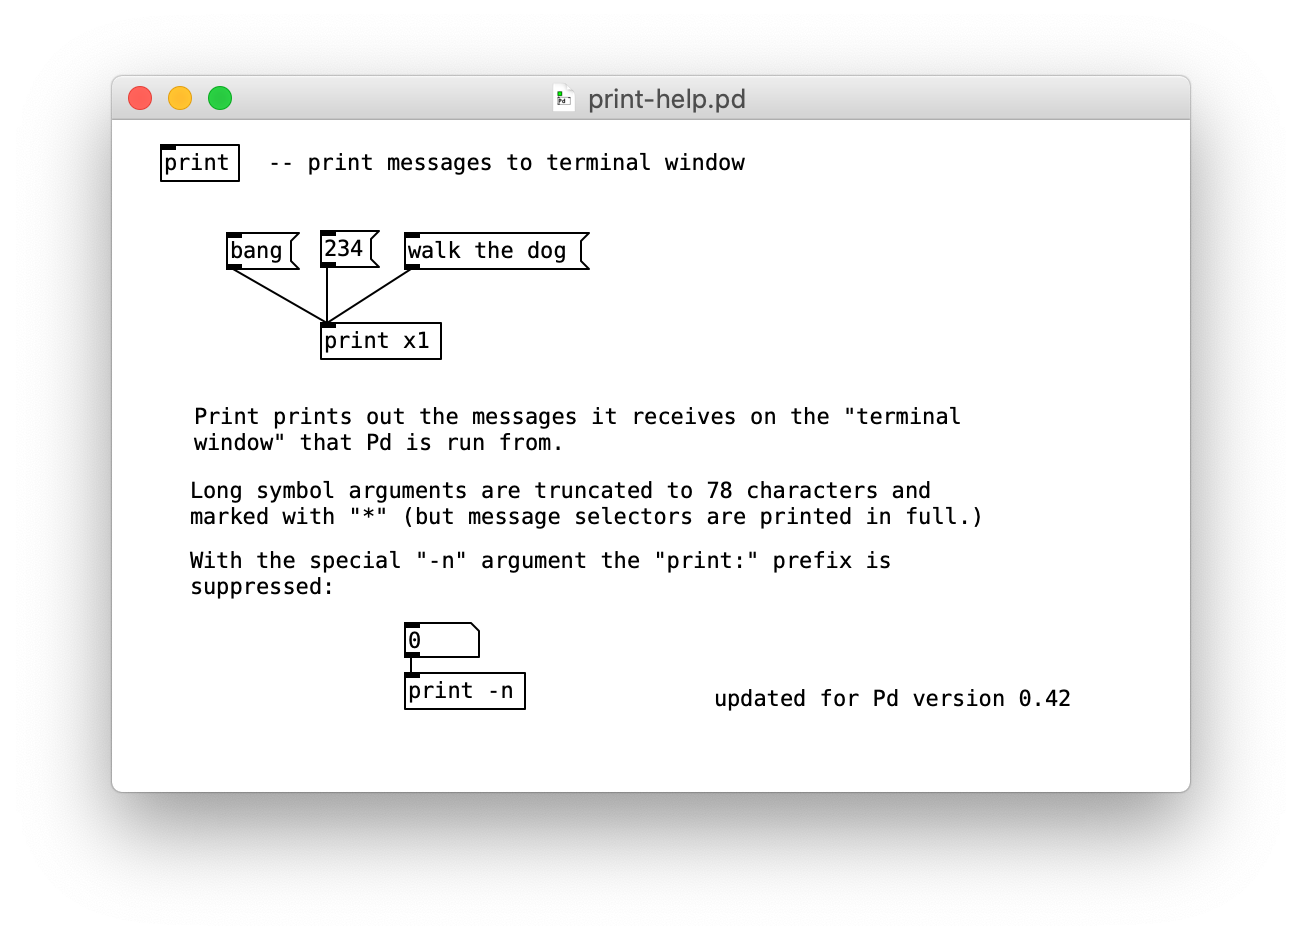 Pd
print-help.pd
print -- print messages to terminal window
bang 234 walk the dog
print x1
Print prints out the messages it receives on the "terminal
window" that Pd is run from.
Long symbol arguments are truncated to 78 characters and
marked with "*" (but message selectors are printed in full.)
With the special "-n" argument the "print:" prefix is
suppressed:
0
print -n
updated for Pd version 0.42